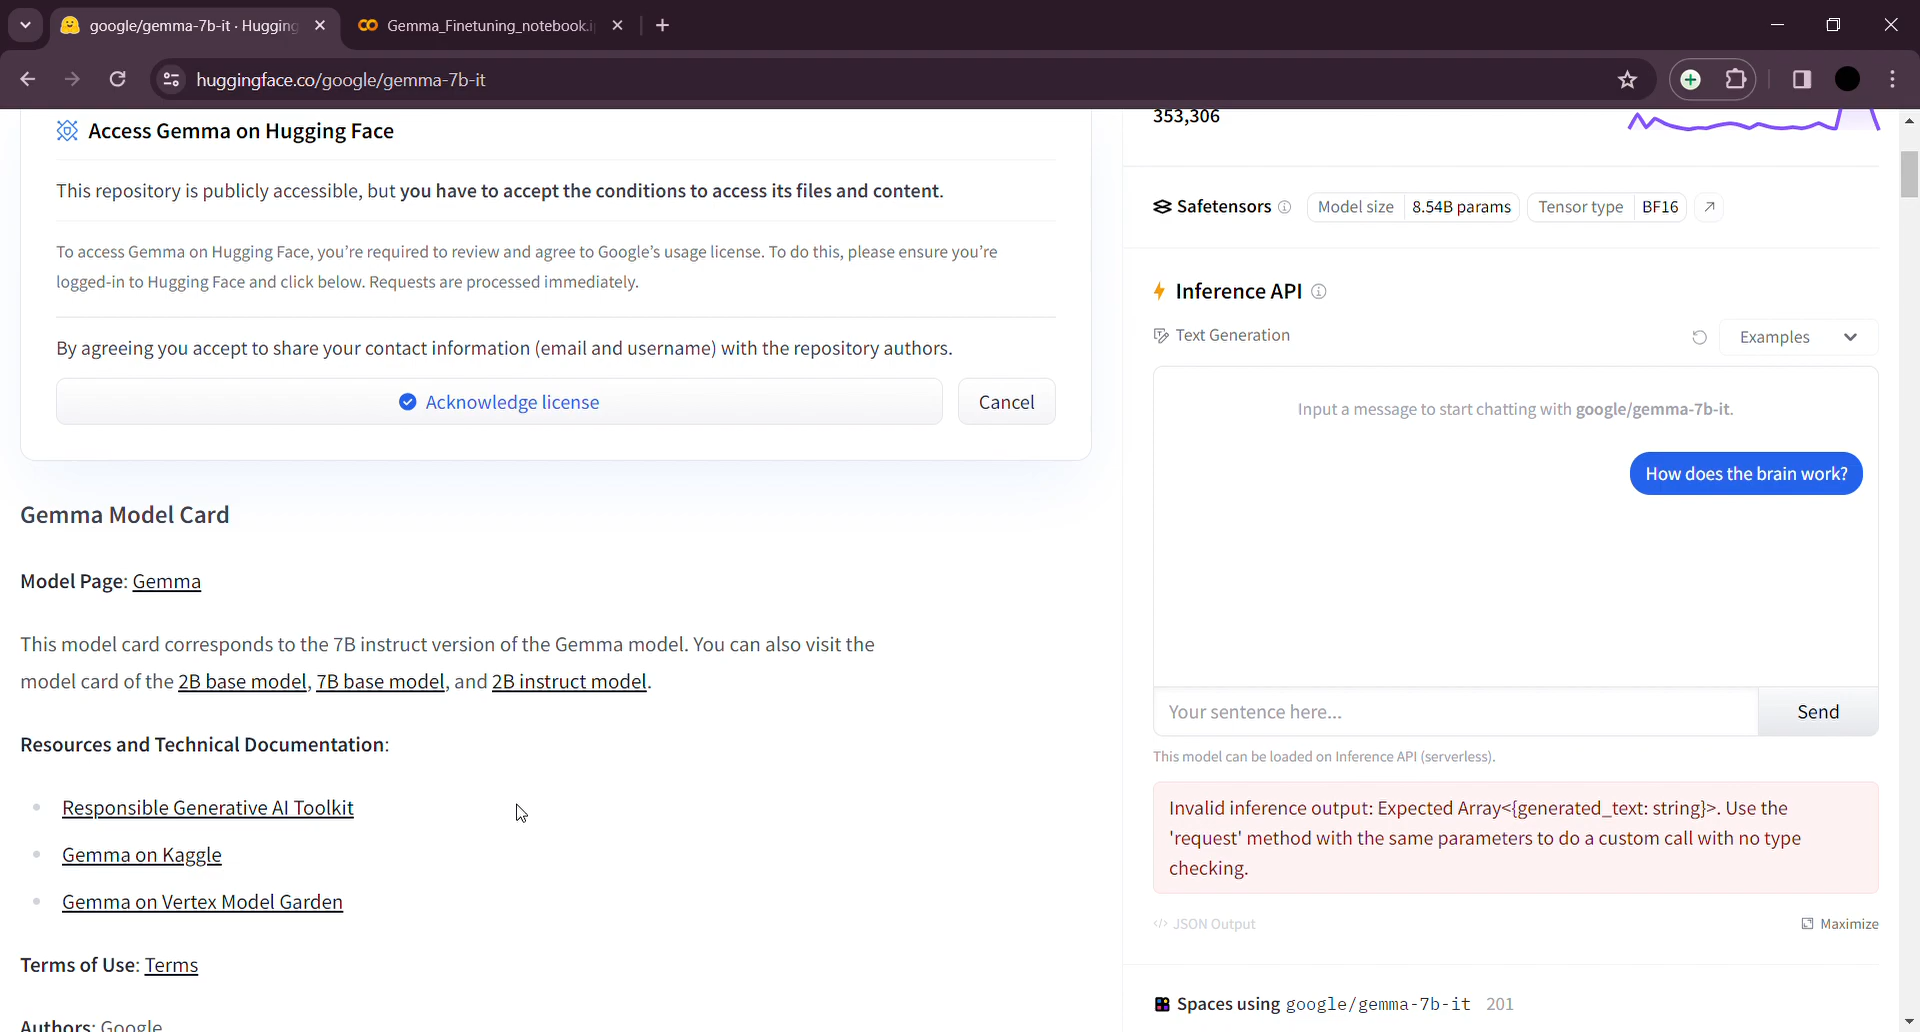 google/gemma-7b-it · Hugging
Gemma_Finetuning_notebook.i
huggingface.co/google/gemma-7b-it
Access Gemma on Hugging Face
This repository is publicly accessible, but you have to accept the conditions to access its files and content.
To access Gemma on Hugging Face, you’re required to review and agree to Google’s usage license. To do this, please ensure you’re
logged-in to Hugging Face and click below. Requests are processed immediately.
By agreeing you accept to share your contact information (email and username) with the repository authors.
Acknowledge license
Cancel
Gemma Model Card
Model Page: Gemma
This model card corresponds to the 7B instruct version of the Gemma model. You can also visit the
model card of the 2B base model, 7B base model, and 2B instruct model.
Resources and Technical Documentation:
Responsible Generative AI Toolkit
Gemma on Kaggle
Gemma on Vertex Model Garden
Terms of Use: Terms
Authors: Google
353,306
Safetensors
Model size 8.54B params
Tensor type BF16
Inference API
Text Generation
Examples
Input a message to start chatting with google/gemma-7b-it.
How does the brain work?
Your sentence here...
Send
This model can be loaded on Inference API (serverless).
Invalid inference output: Expected Array<{generated_text: string}>. Use the
'request' method with the same parameters to do a custom call with no type
checking.
</> JSON Output
Maximize
Spaces using google/gemma-7b-it 201